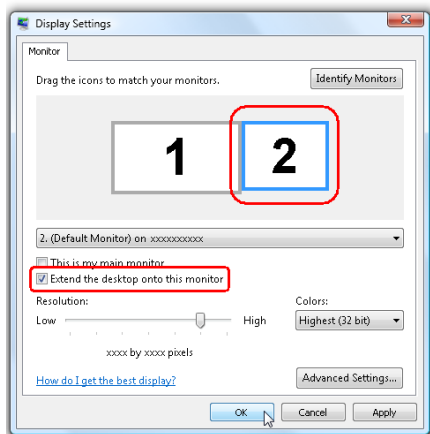 Display Settings
Monitor
Drag the icons to match your monitors.
Identify Monitors
1
2
2. (Default Monitor) on xxxxxxxxxx
This is my main monitor
Extend the desktop onto this monitor
Resolution:
Colors:
Low
High
Highest (32 bit)
xxxx by xxxx pixels
How do I get the best display?
Advanced Settings...
OK
Cancel
Apply